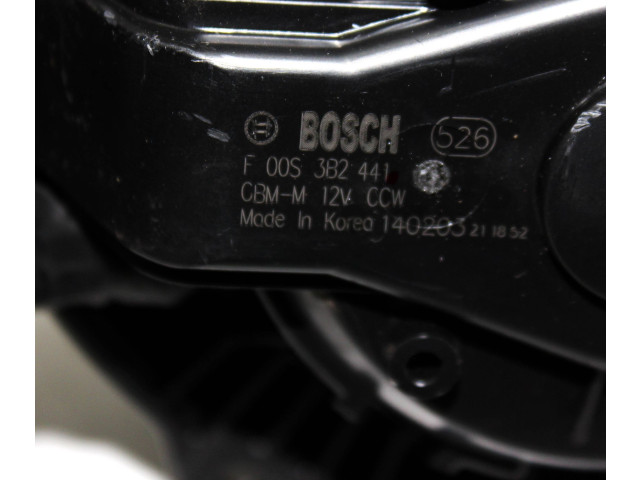 BOSCH 526
F 00S 3B2 441
CBM-M 12V CCW
Made In Korea 140203 21 18 52